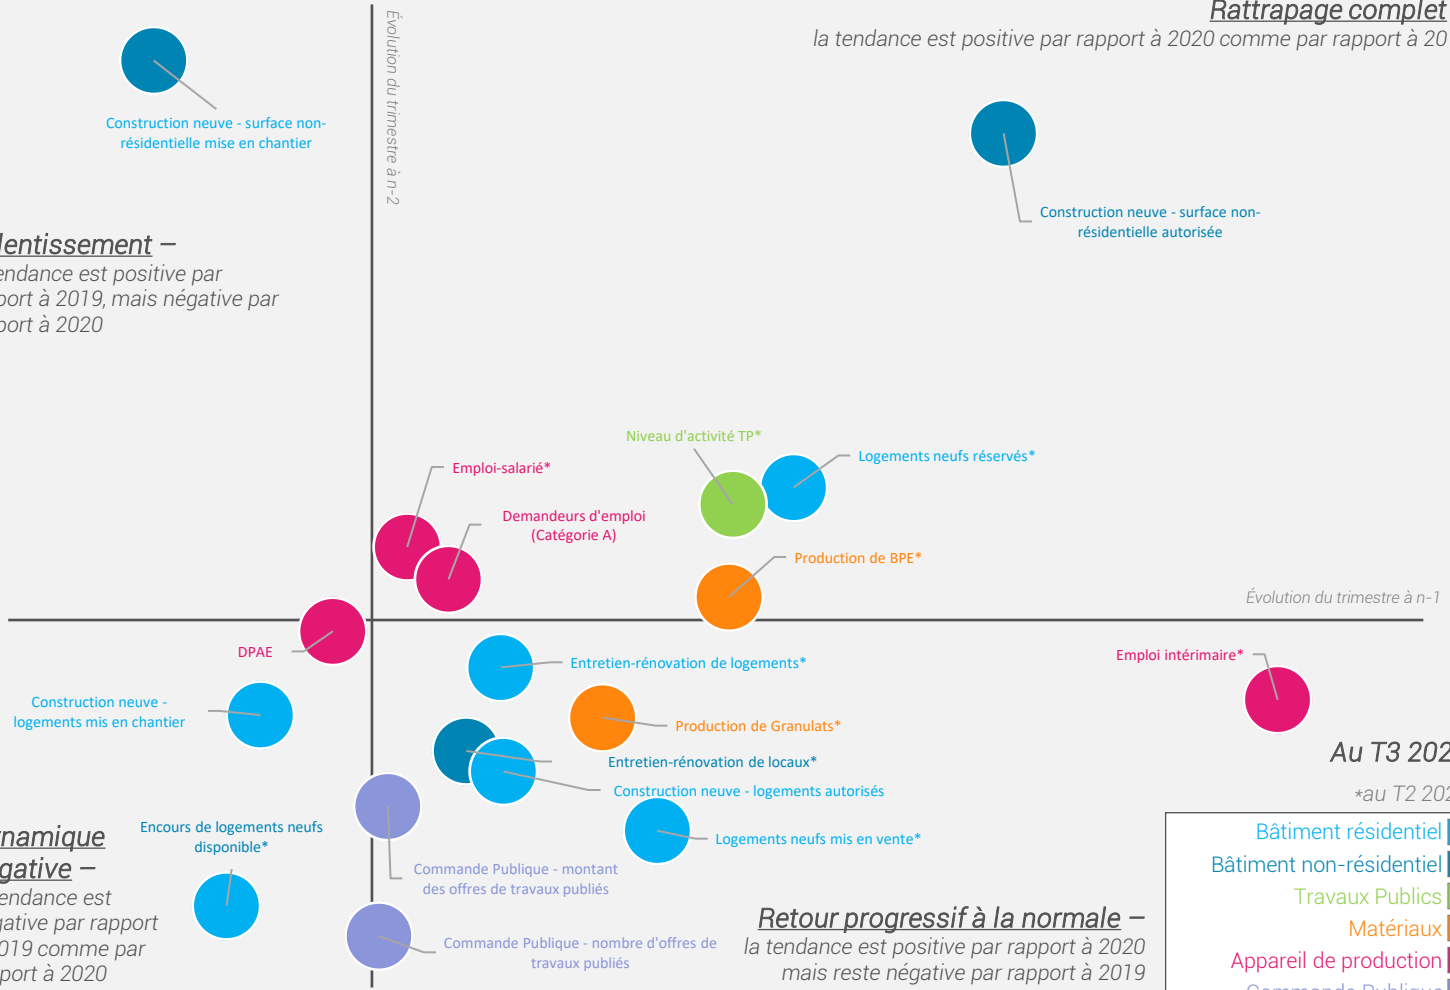 Rattrapage complet
la tendance est positive par rapport à 2020 comme par rapport à 20
Évolution du trimestre à n-2
Construction neuve - surface non-
résidentielle mise en chantier
Construction neuve - surface non-
résidentielle autorisée
lentissement –
endance est positive par
port à 2019, mais négative par
port à 2020
Niveau d'activité TP*
Logements neufs réservés*
Emploi-salarié*
Demandeurs d'emploi
(Catégorie A)
Production de BPE*
Évolution du trimestre à n-1
DPAE
Entretien-rénovation de logements*
Emploi intérimaire*
Construction neuve -
logements mis en chantier
Production de Granulats*
Entretien-rénovation de locaux*
Construction neuve - logements autorisés
Encours de logements neufs
disponible*
Logements neufs mis en vente*
Commande Publique - montant
des offres de travaux publiés
Commande Publique - nombre d'offres de
travaux publiés
ynamique
gative –
endance est
gative par rapport
2019 comme par
port à 2020
Retour progressif à la normale –
la tendance est positive par rapport à 2020
mais reste négative par rapport à 2019
Au T3 202
*au T2 202
Bâtiment résidentiel
Bâtiment non-résidentiel
Travaux Publics
Matériaux
Appareil de production
Commande Publique